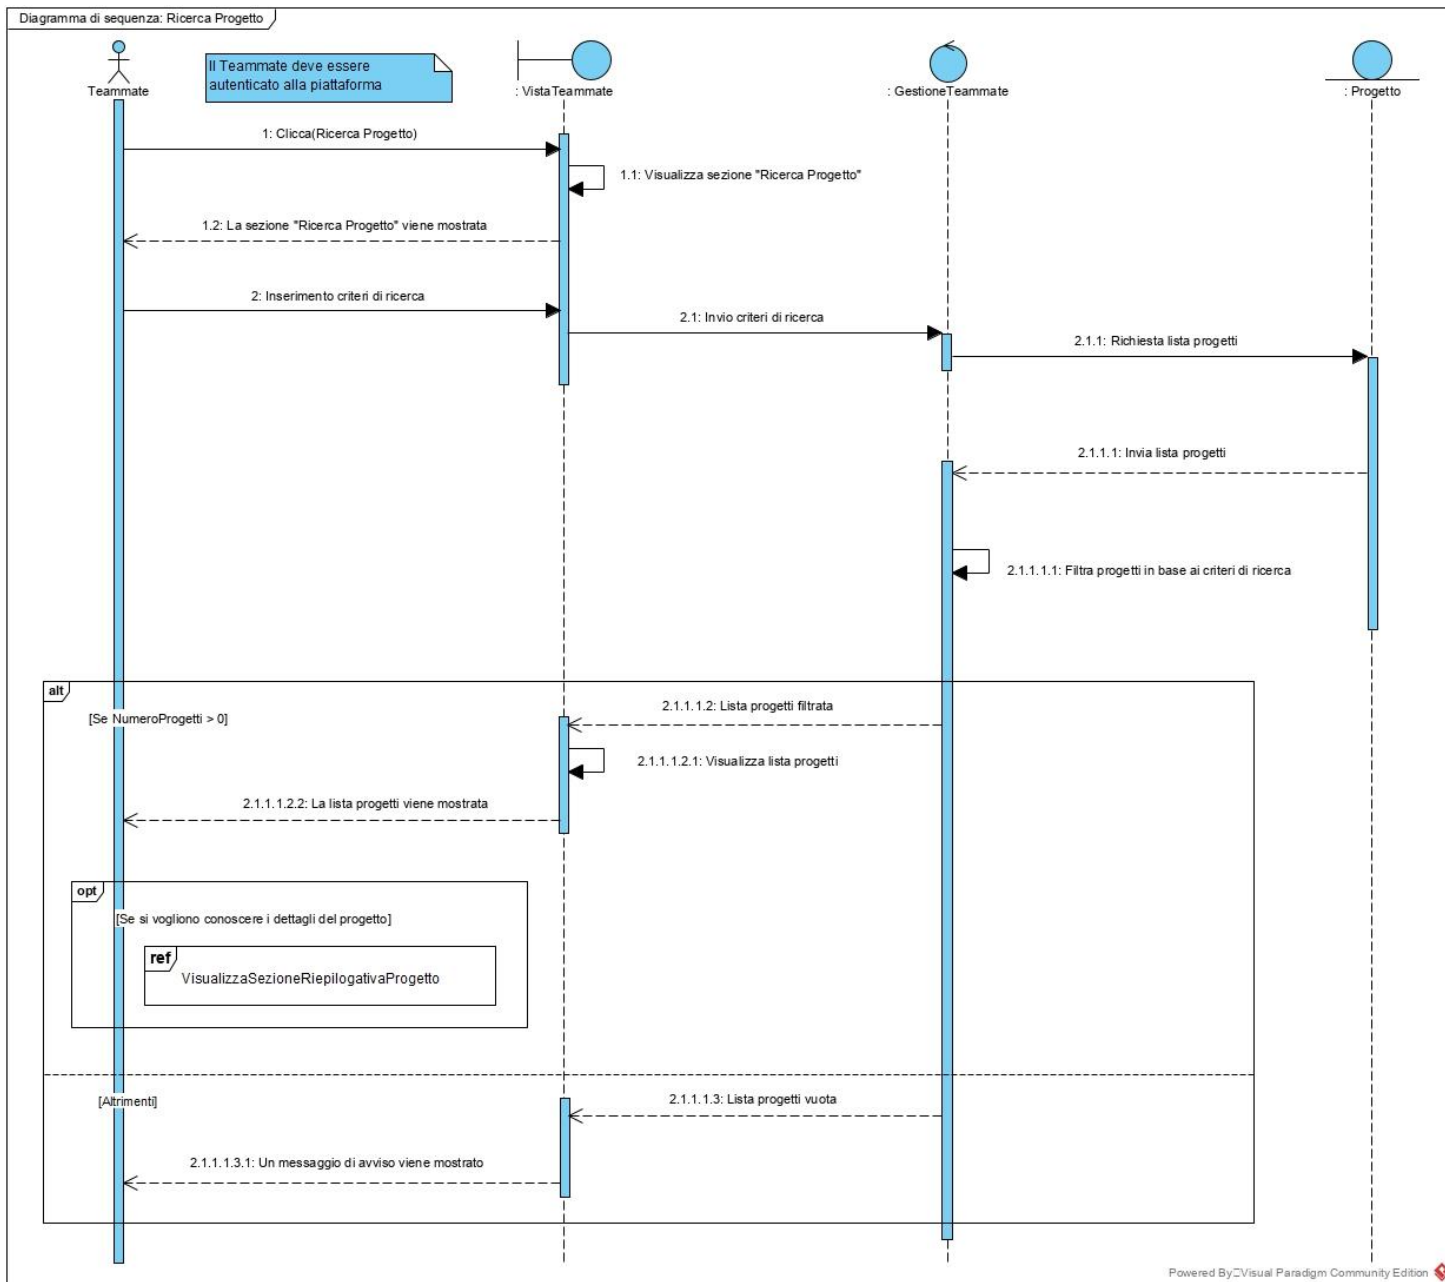 Diagramma di sequenza: Ricerca Progetto
Il Teammate deve essere
autenticato alla piattaforma
Teammate
: VistaTeammate
: GestioneTeammate
: Progetto
1: Clicca(Ricerca Progetto)
1.1: Visualizza sezione "Ricerca Progetto"
1.2: La sezione "Ricerca Progetto" viene mostrata
2: Inserimento criteri di ricerca
2.1: Invio criteri di ricerca
2.1.1: Richiesta lista progetti
2.1.1.1: Invia lista progetti
2.1.1.1.1: Filtra progetti in base ai criteri di ricerca
alt
[Se NumeroProgetti > 0]
2.1.1.1.2: Lista progetti filtrata
2.1.1.1.2.1: Visualizza lista progetti
2.1.1.1.2.2: La lista progetti viene mostrata
opt
[Se si vogliono conoscere i dettagli del progetto]
ref
VisualizzaSezioneRiepilogativaProgetto
[Altrimenti]
2.1.1.1.3: Lista progetti vuota
2.1.1.1.3.1: Un messaggio di avviso viene mostrato
Powered By Visual Paradigm Community Edition